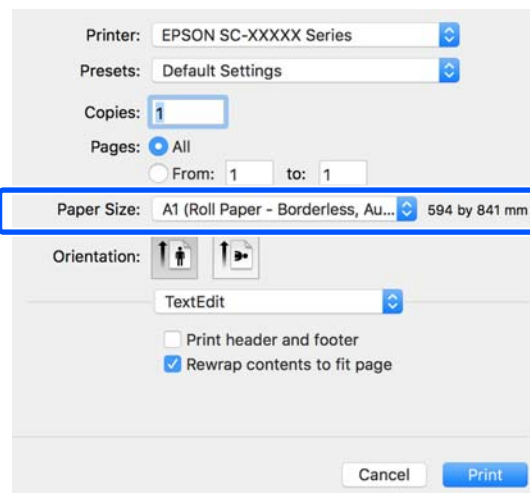 Printer: EPSON SC-XXXXX Series
Presets: Default Settings
Copies: 1
Pages: All
From: 1 to: 1
Paper Size: A1 (Roll Paper - Borderless, Au... 594 by 841 mm
Orientation:
TextEdit
Print header and footer
Rewrap contents to fit page
Cancel Print